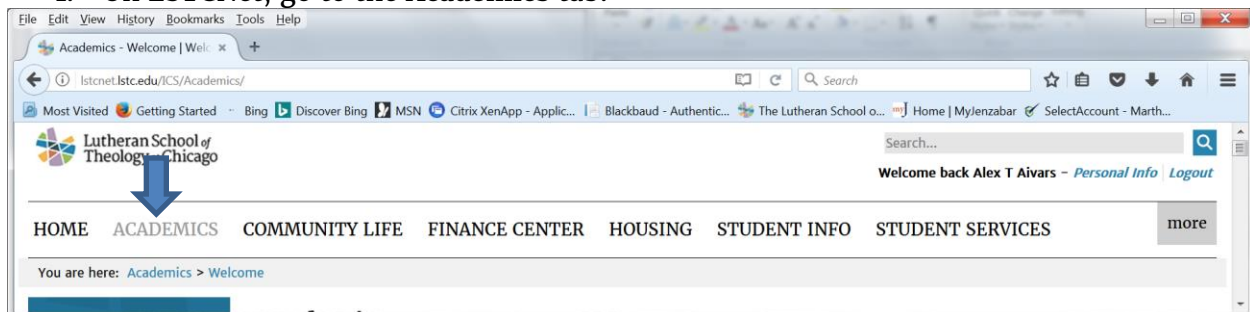 File Edit View History Bookmarks Tools Help
Academics - Welcome | Welc × +
lstcnet.lstc.edu/ICS/Academics/ Search
Most Visited Getting Started Bing Discover Bing MSN Citrix XenApp - Applic... Blackbaud - Authentic... The Lutheran School o... Home | MyJenzabar SelectAccount - Marth...
Lutheran School of
Theology Chicago
Search...
Welcome back Alex T Aivars - Personal Info Logout
HOME ACADEMICS COMMUNITY LIFE FINANCE CENTER HOUSING STUDENT INFO STUDENT SERVICES more
You are here: Academics > Welcome